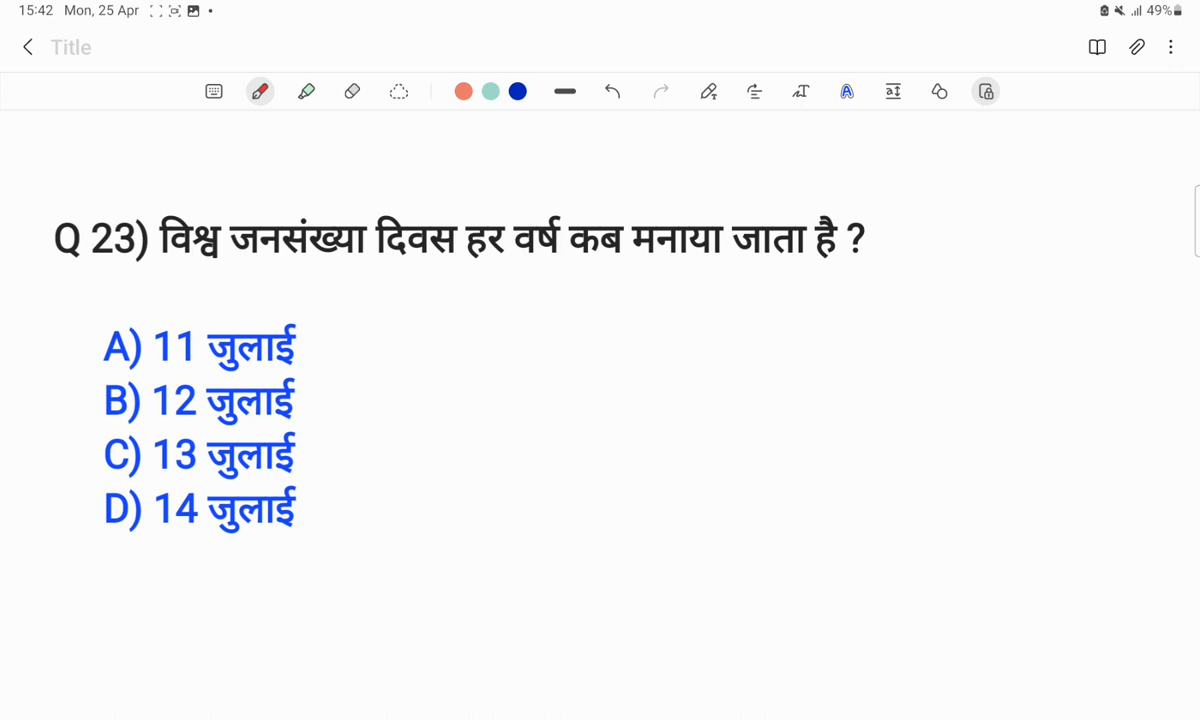 15:42 Mon, 25 Apr 49%
Title
Q 23) विश्व जनसंख्या दिवस हर वर्ष कब मनाया जाता है ?
A) 11 जुलाई
B) 12 जुलाई
C) 13 जुलाई
D) 14 जुलाई